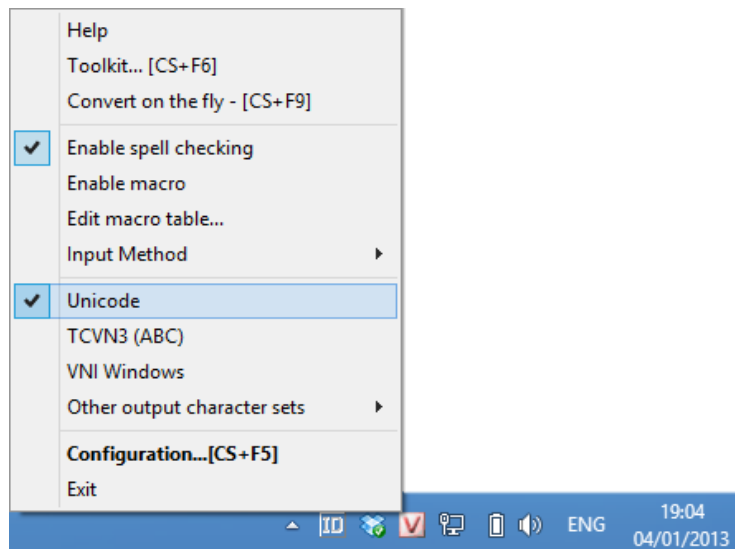 Help
Toolkit... [CS+F6]
Convert on the fly - [CS+F9]
Enable spell checking
Enable macro
Edit macro table...
Input Method
Unicode
TCVN3 (ABC)
VNI Windows
Other output character sets
Configuration...[CS+F5]
Exit
ID V ENG 19:04
04/01/2013